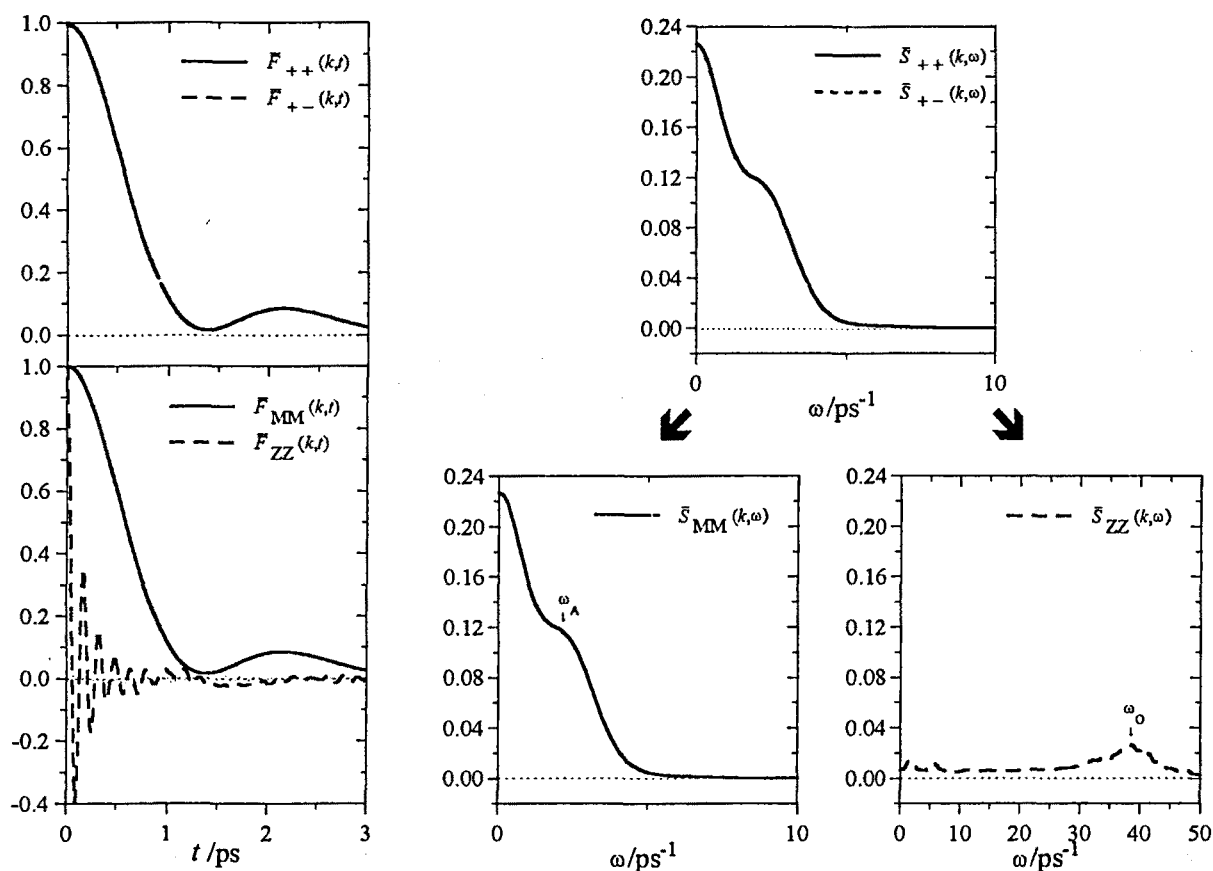 1.0
0.8
0.6
0.4
0.2
0.0
F̄₊₊(k,t)
F̄₊₋(k,t)
1.0
0.8
0.6
0.4
0.2
0.0
-0.2
-0.4
F̄MM(k,t)
F̄ZZ(k,t)
0 1 2 3
t /ps
0.24
0.20
0.16
0.12
0.08
0.04
0.00
S̄₊₊(k,ω)
S̄₊₋(k,ω)
0 10
ω/ps⁻¹
0.24
0.20
0.16
0.12
0.08
0.04
0.00
S̄MM(k,ω)
ωA
0 10
ω/ps⁻¹
0.24
0.20
0.16
0.12
0.08
0.04
0.00
S̄ZZ(k,ω)
ωO
0 10 20 30 40 50
ω/ps⁻¹